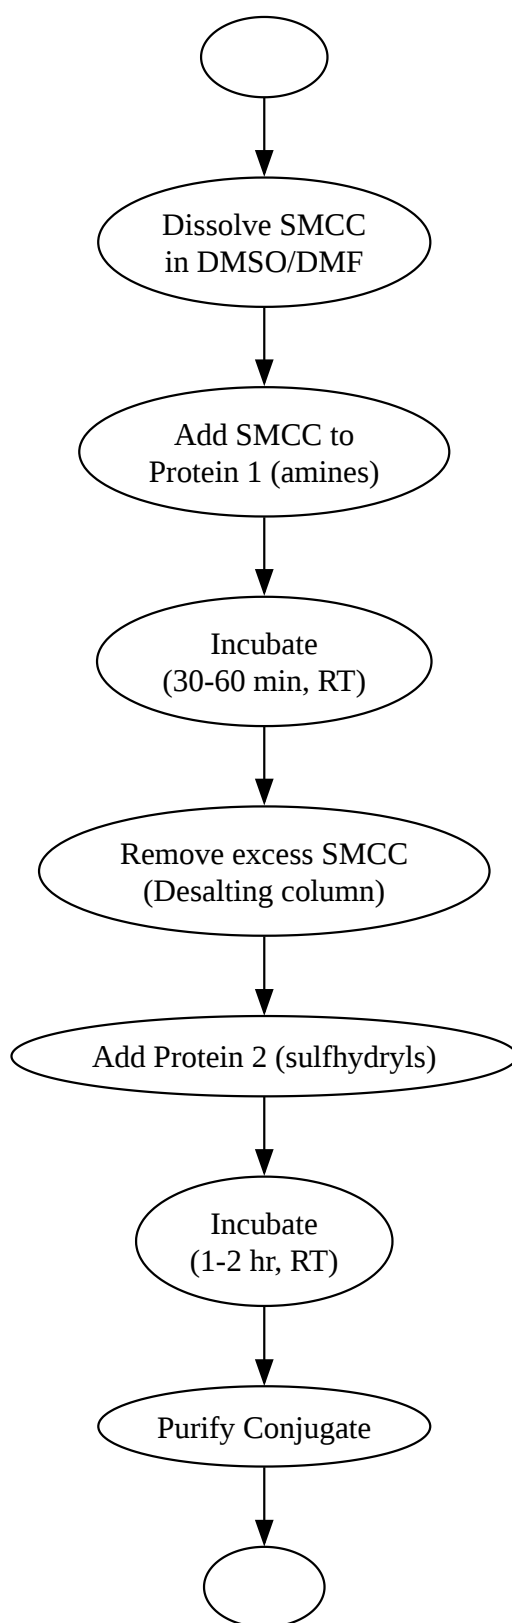 Dissolve SMCC
in DMSO/DMF
Add SMCC to
Protein 1 (amines)
Incubate
(30-60 min, RT)
Remove excess SMCC
(Desalting column)
Add Protein 2 (sulfhydryls)
Incubate
(1-2 hr, RT)
Purify Conjugate